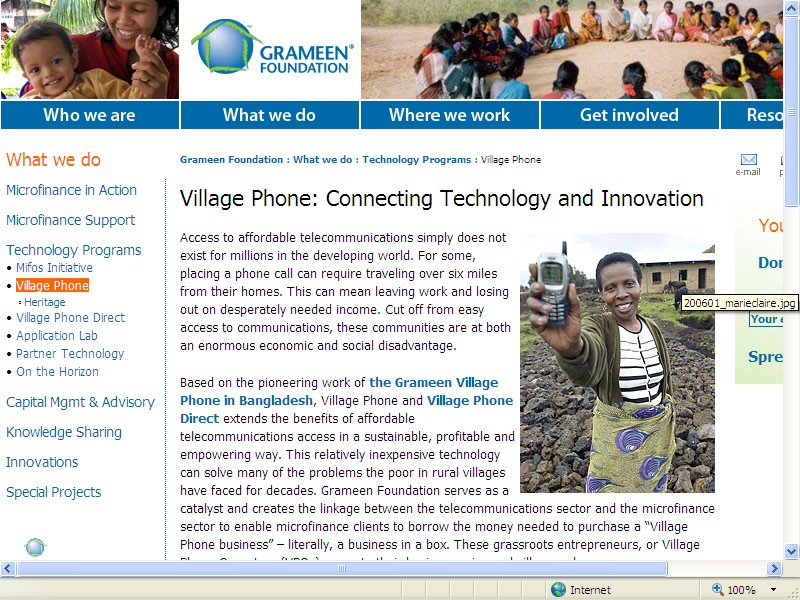 GRAMEEN®
FOUNDATION
Who we are
What we do
Where we work
Get involved
Reso
What we do
Microfinance in Action
Microfinance Support
Technology Programs
• Mifos Initiative
• Village Phone
Heritage
• Village Phone Direct
• Application Lab
• Partner Technology
• On the Horizon
Capital Mgmt & Advisory
Knowledge Sharing
Innovations
Special Projects
Grameen Foundation : What we do : Technology Programs : Village Phone
e-mail
Village Phone: Connecting Technology and Innovation
Access to affordable telecommunications simply does not
exist for millions in the developing world. For some,
placing a phone call can require traveling over six miles
from their homes. This can mean leaving work and losing
out on desperately needed income. Cut off from easy
access to communications, these communities are at both
an enormous economic and social disadvantage.
Based on the pioneering work of the Grameen Village
Phone in Bangladesh, Village Phone and Village Phone
Direct extends the benefits of affordable
telecommunications access in a sustainable, profitable and
empowering way. This relatively inexpensive technology
can solve many of the problems the poor in rural villages
have faced for decades. Grameen Foundation serves as a
catalyst and creates the linkage between the telecommunications sector and the microfinance
sector to enable microfinance clients to borrow the money needed to purchase a “Village
Phone business” – literally, a business in a box. These grassroots entrepreneurs, or Village
200601_marieclaire.jpg
You
Don
Your e
Spre
Internet
100%